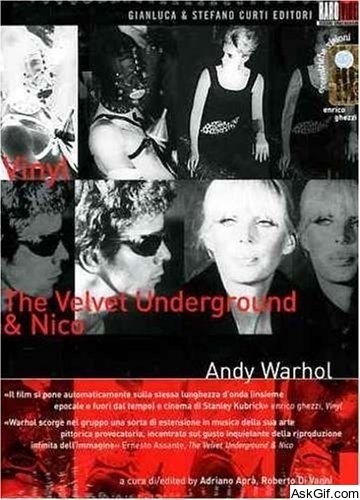 GIANLUCA & STEFANO CURTI EDITORI
RARO
enrico
ghezzi
Vinyl
The Velvet Underground
& Nico
Andy Warhol
«Il film si pone automaticamente sulla stessa lunghezza d'onda (insieme
epocale e fuori dal tempo) e cinema di Stanley Kubrick» enrico ghezzi, Vinyl
«Warhol scorge nel gruppo una sorta di estensione in musica della sua arte
pittorica provocatoria, incentrata sul gusto inquietante della riproduzione
infinita dell'immagine» Ernesto Assante, The Velvet Underground & Nico
a cura di/edited by Adriano Aprà, Roberto Di Vanni
AskGif.com